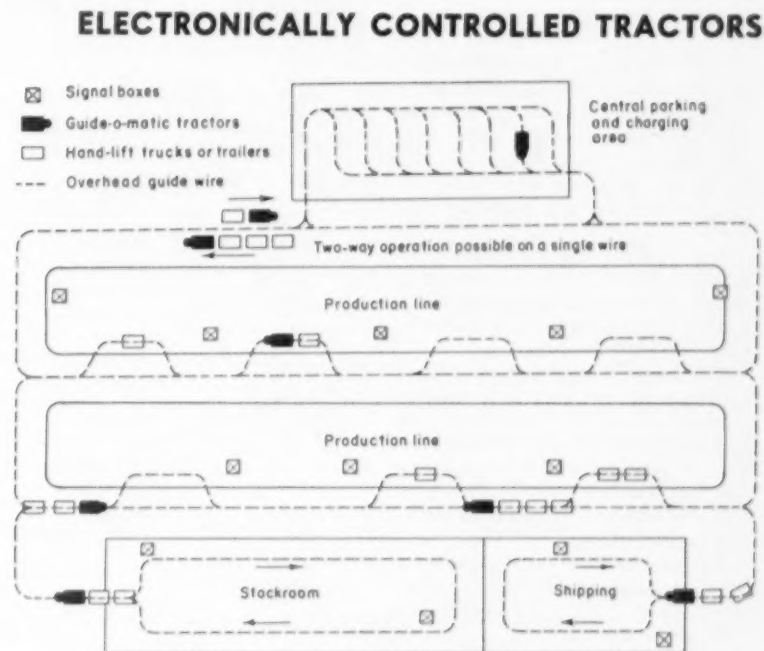 ELECTRONICALLY CONTROLLED TRACTORS
Signal boxes
Guide-o-matic tractors
Hand-lift trucks or trailers
Overhead guide wire
Central parking
and charging
area
Two-way operation possible on a single wire
Production line
Production line
Stockroom
Shipping